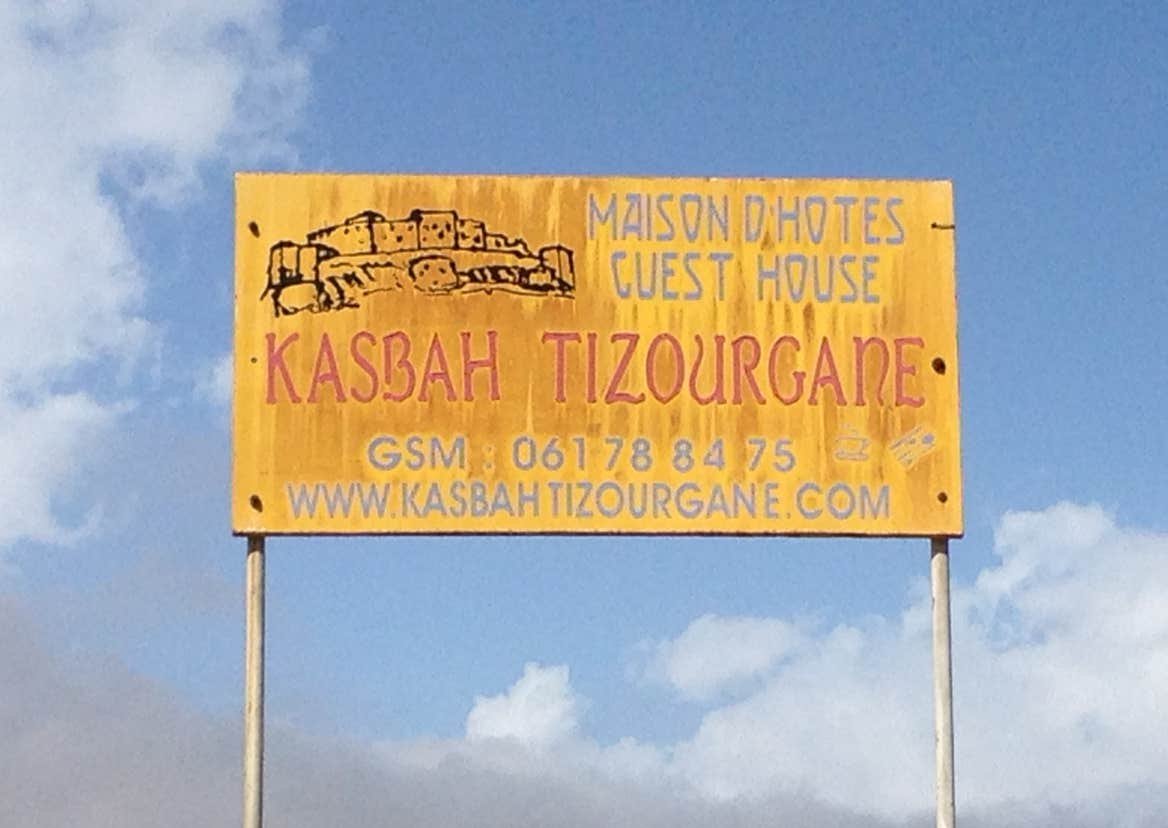 MAISON D'HOTES
GUEST HOUSE
KASBAH TIZOURGANE
GSM : 061 78 84 75
WWW.KASBAHTIZOURGANE.COM